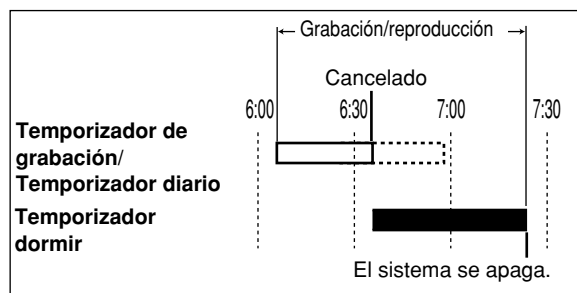 Grabación/reproducción
Cancelado
6:00 6:30 7:00 7:30
Temporizador de
grabación/
Temporizador diario
Temporizador
dormir
El sistema se apaga.